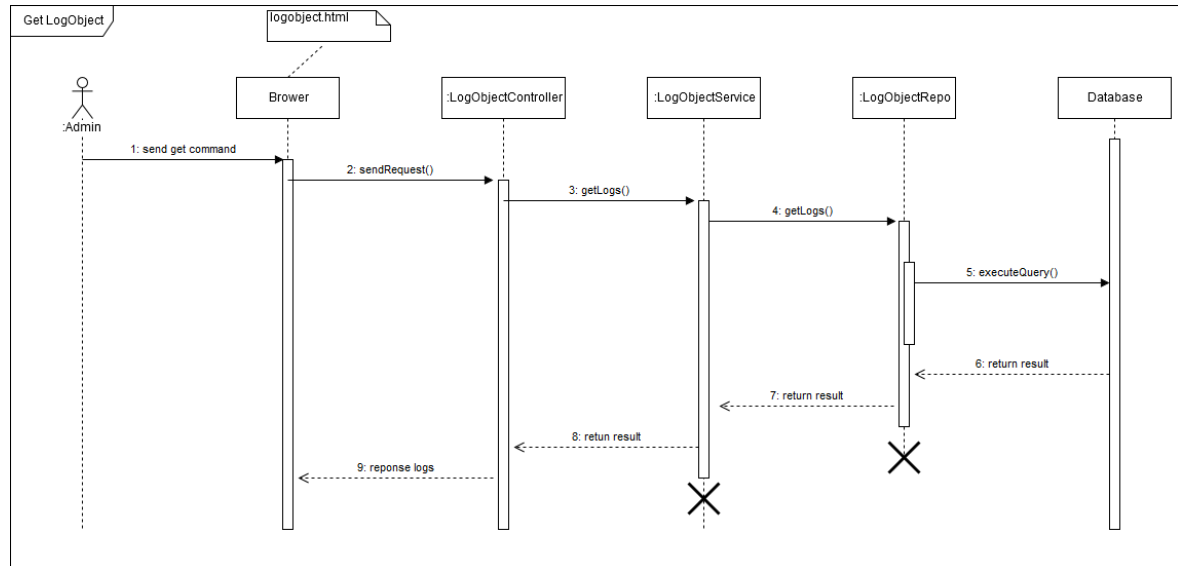 Get LogObject
logobject.html
:Admin
Brower
:LogObjectController
:LogObjectService
:LogObjectRepo
Database
1: send get command
2: sendRequest()
3: getLogs()
4: getLogs()
5: executeQuery()
6: return result
7: return result
8: retun result
9: reponse logs